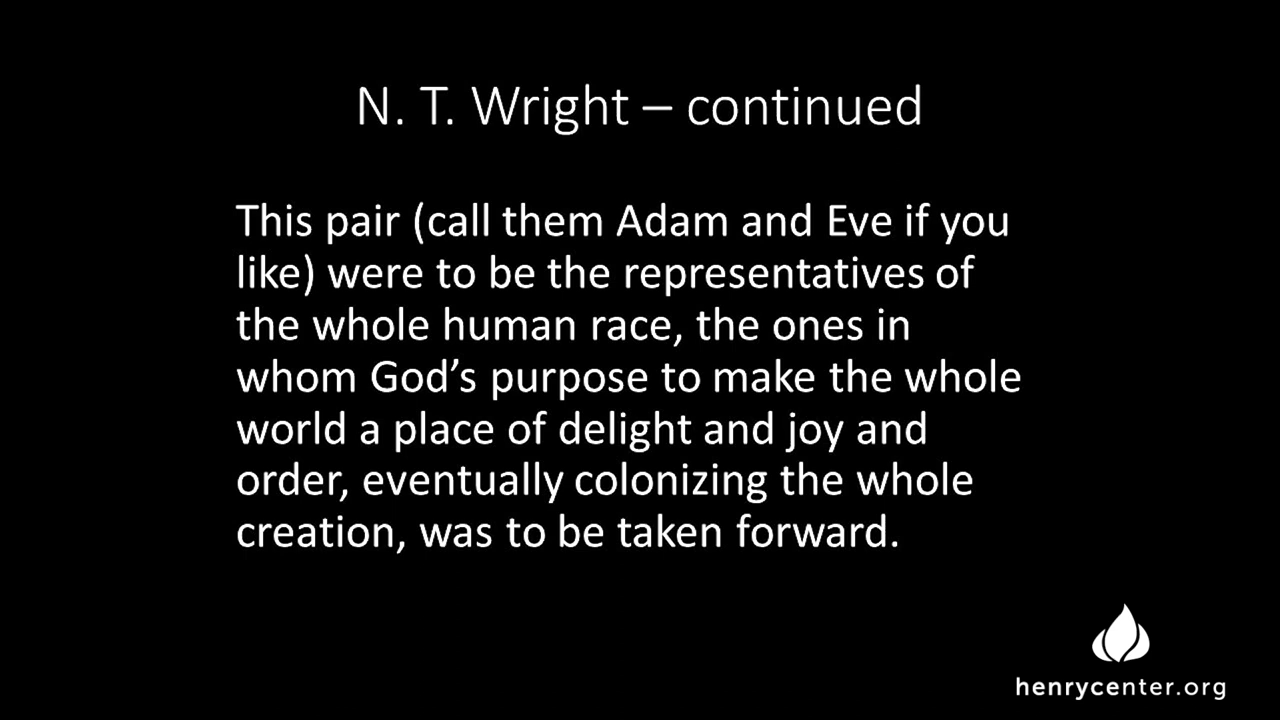 N. T. Wright – continued
This pair (call them Adam and Eve if you
like) were to be the representatives of
the whole human race, the ones in
whom God’s purpose to make the whole
world a place of delight and joy and
order, eventually colonizing the whole
creation, was to be taken forward.
henrycenter.org